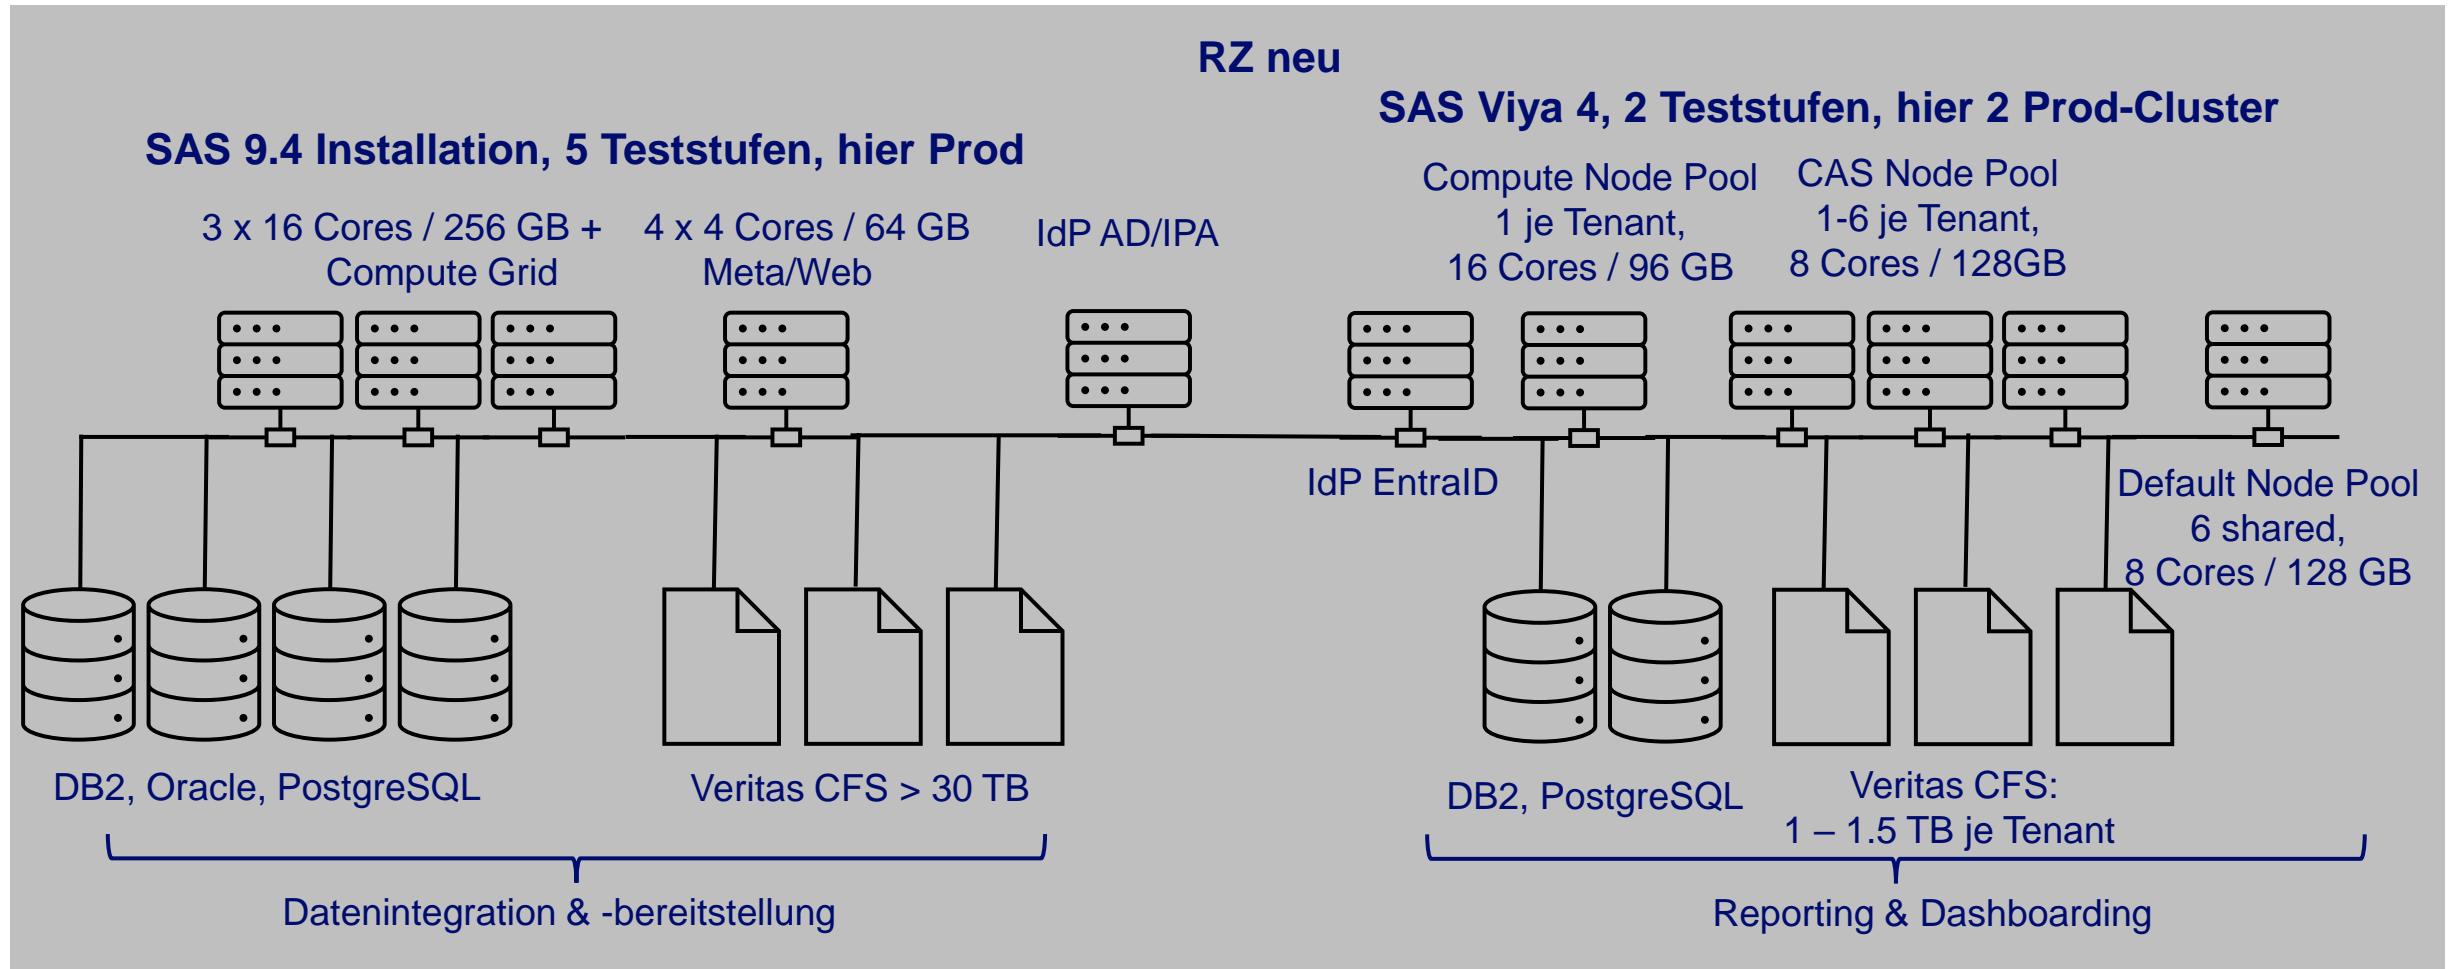 RZ neu
SAS 9.4 Installation, 5 Teststufen, hier Prod
3 x 16 Cores / 256 GB +
Compute Grid
4 x 4 Cores / 64 GB
Meta/Web
IdP AD/IPA
SAS Viya 4, 2 Teststufen, hier 2 Prod-Cluster
Compute Node Pool
1 je Tenant,
16 Cores / 96 GB
CAS Node Pool
1-6 je Tenant,
8 Cores / 128GB
IdP EntraID
Default Node Pool
6 shared,
8 Cores / 128 GB
DB2, Oracle, PostgreSQL
Veritas CFS > 30 TB
DB2, PostgreSQL
Veritas CFS:
1 – 1.5 TB je Tenant
Datenintegration & -bereitstellung
Reporting & Dashboarding